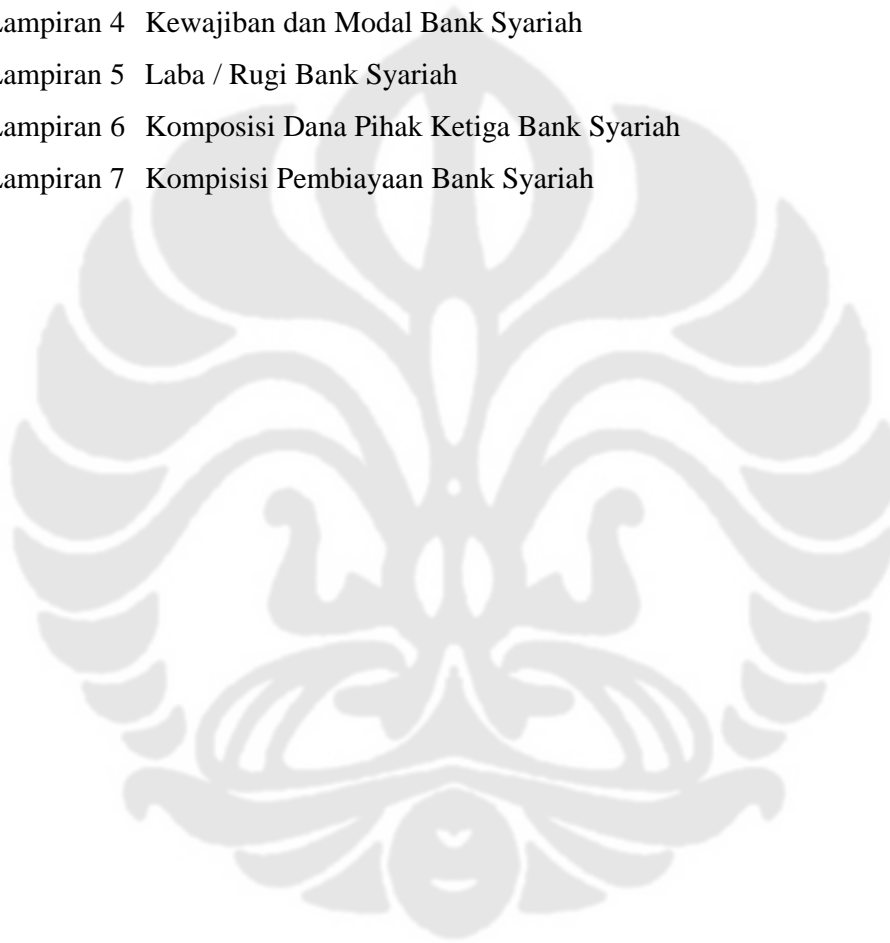 Lampiran 4 Kewajiban dan Modal Bank Syariah
Lampiran 5 Laba / Rugi Bank Syariah
Lampiran 6 Komposisi Dana Pihak Ketiga Bank Syariah
Lampiran 7 Kompisisi Pembiayaan Bank Syariah